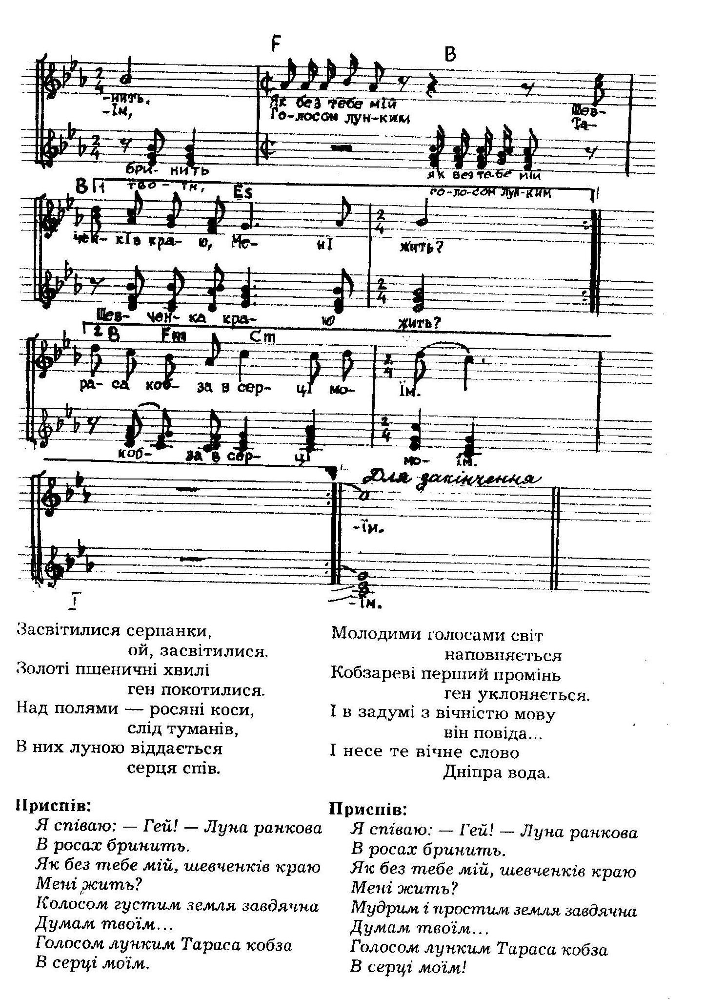 F
B
-нить,
Як без тебе мій
Шев-
-Їм,
Го-лосом лун-ким
Та-
бри- нить
як без те-бе мій
тво- їм,
го-ло-сом лун-ким
B 1 Es
чен- ків кра- ю, Ме- ні жить?
Шев- чен- ка кра- ю жить?
2 B Fm Cm
ра- са коб- за в сер- ці мо- їм.
коб- за в сер- ці мо- їм.
Для закінчення
-їм.
-їм.
I
Засвітилися серпанки,
ой, засвітилися.
Золоті пшеничні хвилі
ген покотилися.
Над полями — росяні коси,
слід туманів,
В них луною віддається
серця спів.
Приспів:
Я співаю: — Гей! — Луна ранкова
В росах бринить.
Як без тебе мій, шевченків краю
Мені жить?
Колосом густим земля завдячна
Думам твоїм...
Голосом лунким Тараса кобза
В серці моїм.
Молодими голосами світ
наповняється
Кобзареві перший промінь
ген уклоняється.
І в задумі з вічністю мову
він повіда...
І несе те вічне слово
Дніпра вода.
Приспів:
Я співаю: — Гей! — Луна ранкова
В росах бринить.
Як без тебе мій, шевченків краю
Мені жить?
Мудрим і простим земля завдячна
Думам твоїм...
Голосом лунким Тараса кобза
В серці моїм!